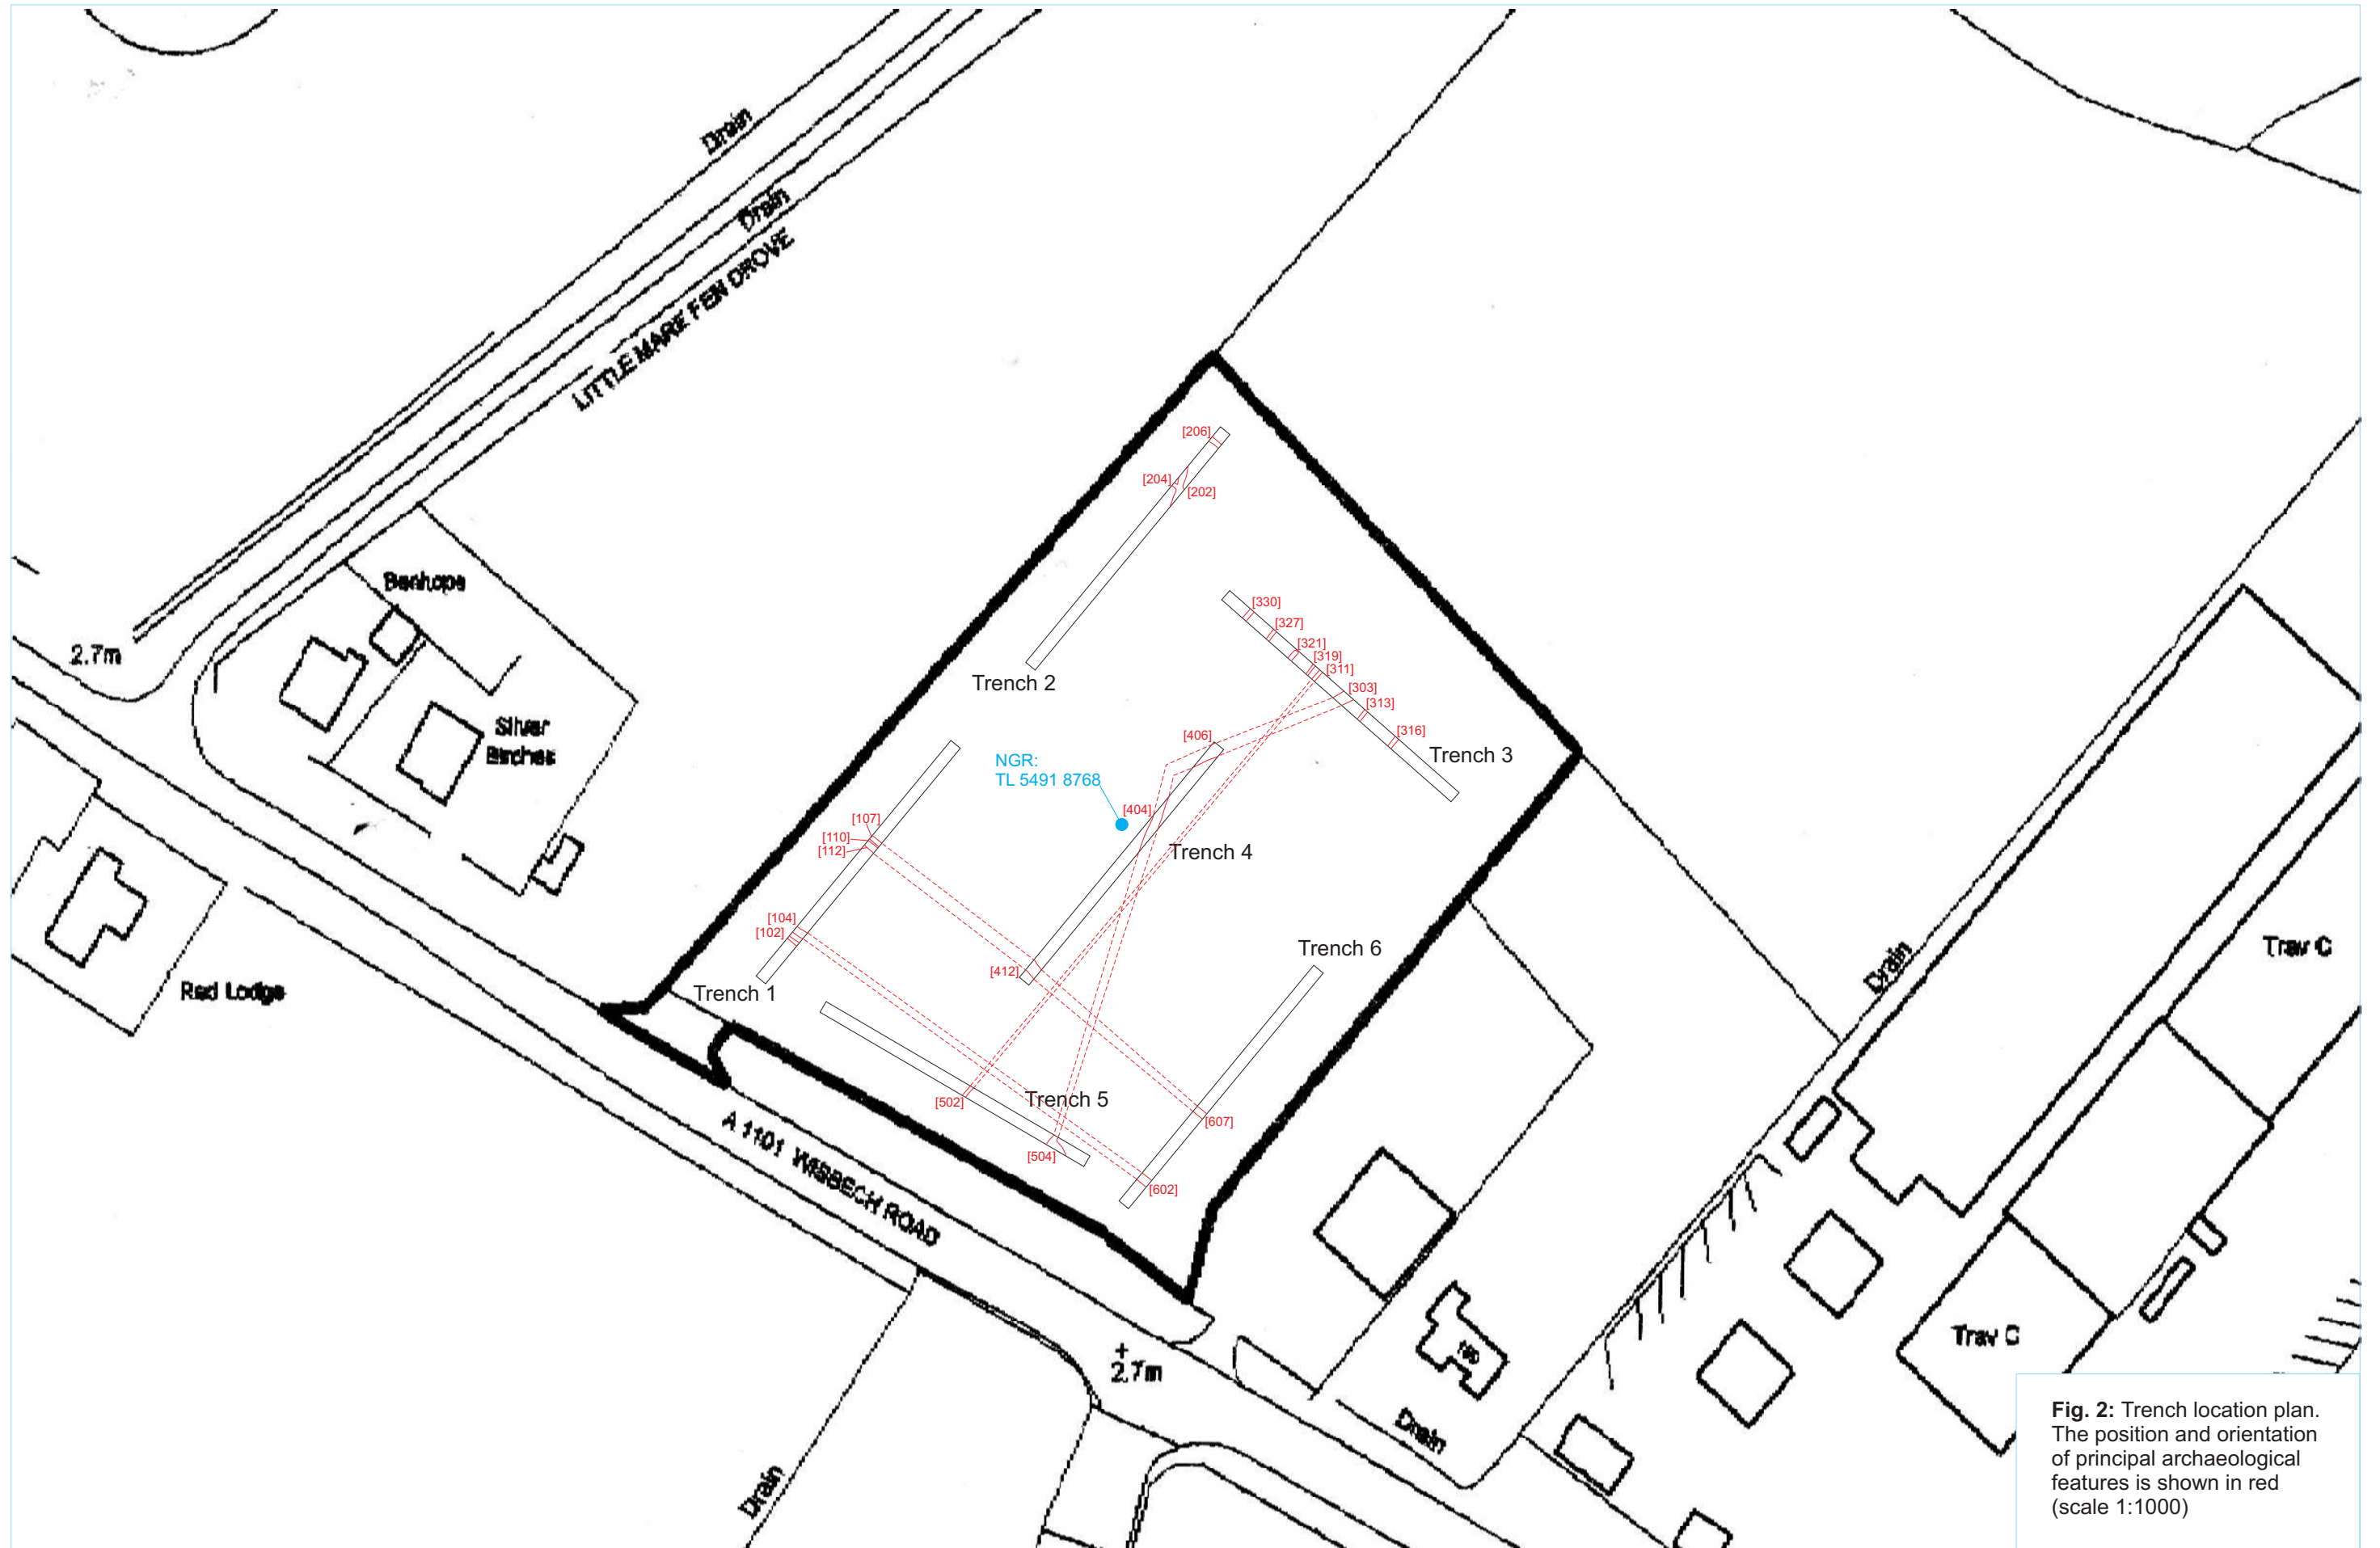 Drain
Drain
LITTLE MARE FEN DROVE
[206]
[204]
[202]
Benhope
[330]
[327]
[321]
[319]
[311]
[303]
[313]
[316]
2.7m
Trench 2
Silver
Birches
[406]
Trench 3
NGR:
TL 5491 8768
[404]
[107]
[110]
[112]
Trench 4
[104]
[102]
Trench 6
Trav C
[412]
Drain
Red Lodge
Trench 1
[502]
Trench 5
[607]
A 1101 WISBECH ROAD
[504]
[602]
Trav C
2.7m
Drain
Drain
Fig. 2: Trench location plan.
The position and orientation
of principal archaeological
features is shown in red
(scale 1:1000)